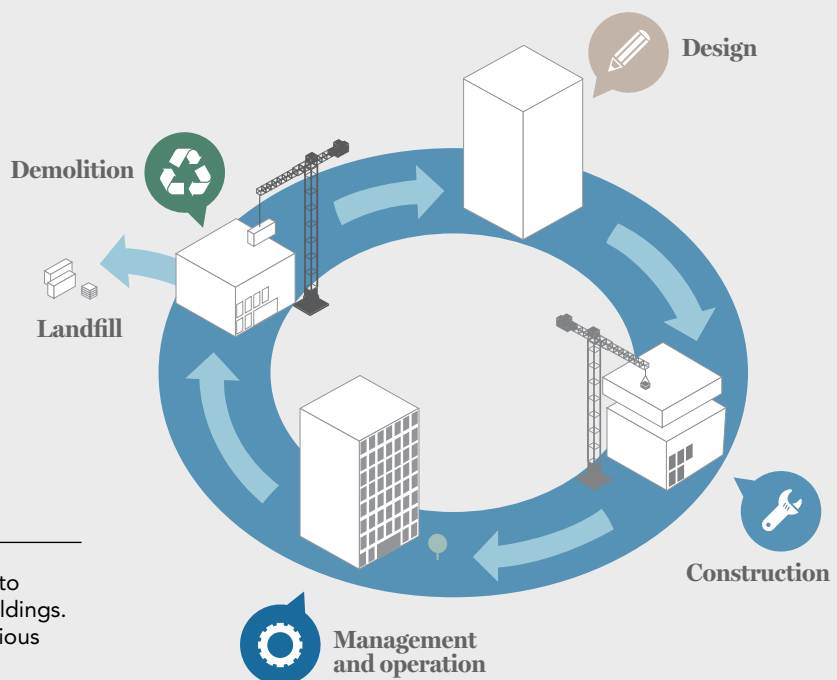 Design
Demolition
Landfill
Construction
to
ldings.
ious
Management
and operation